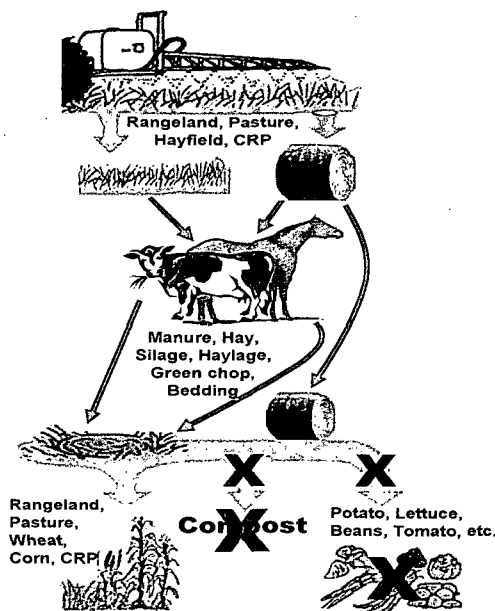 Rangeland, Pasture,
Hayfield, CRP
Manure, Hay,
Silage, Haylage,
Green chop,
Bedding
X
X
Rangeland,
Pasture,
Wheat,
Corn, CRP
Compost
X
Potato, Lettuce,
Beans, Tomato, etc.
X